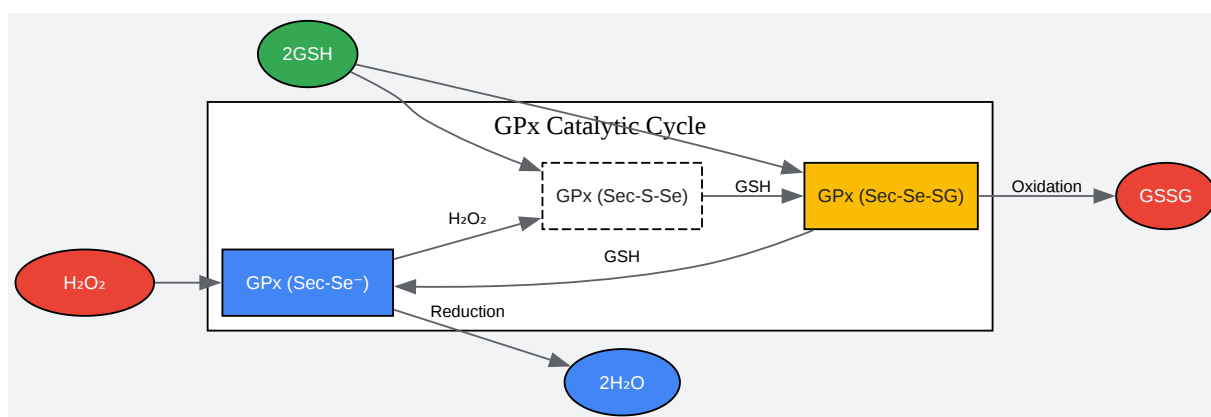 2GSH
GPx Catalytic Cycle
GPx (Sec-S-Se)
GSH
GPx (Sec-Se-SG)
Oxidation
GSSG
H₂O₂
GSH
H₂O₂
GPx (Sec-Se⁻)
Reduction
2H₂O